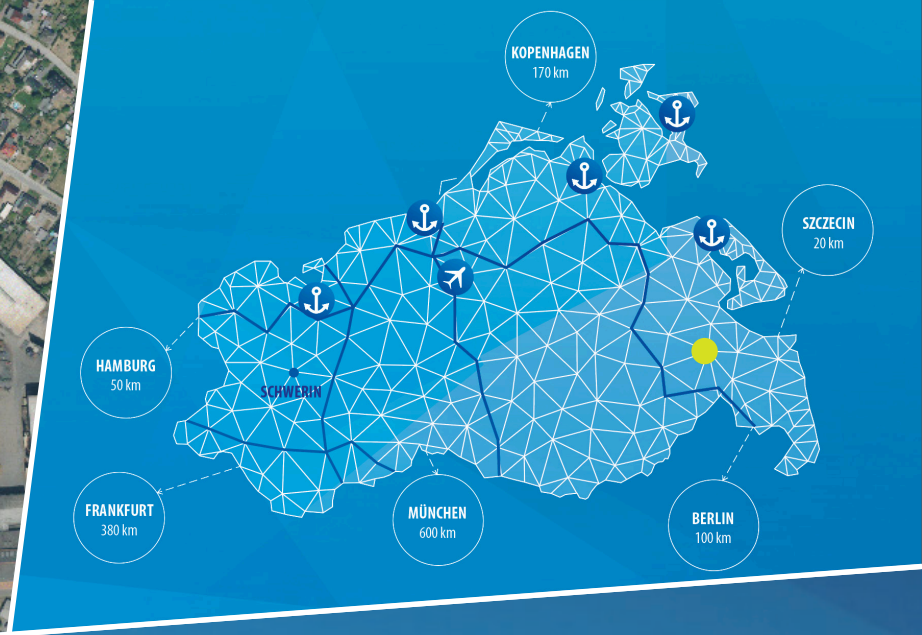 KOPENHAGEN
170 km
SZCZECIN
20 km
HAMBURG
50 km
SCHWERIN
FRANKFURT
380 km
MÜNCHEN
600 km
BERLIN
100 km